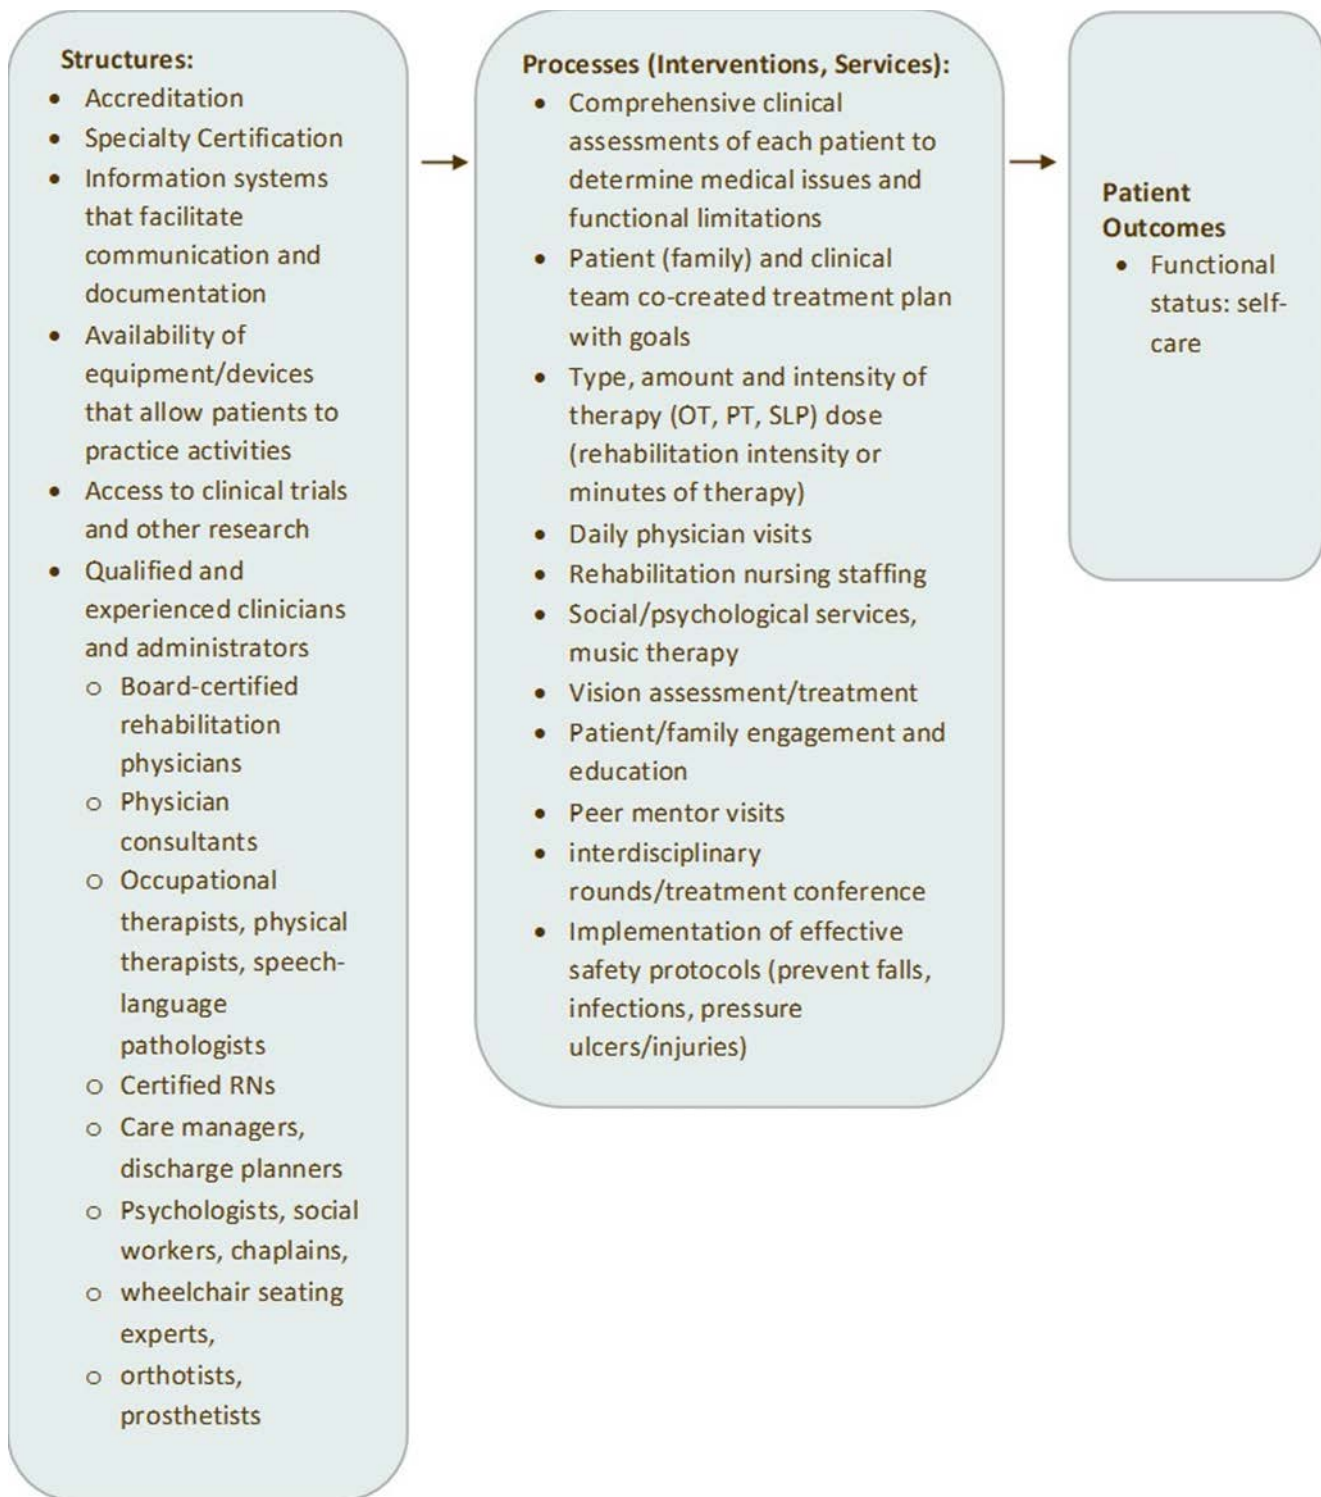 Structures:
• Accreditation
• Specialty Certification
• Information systems
that facilitate
communication and
documentation
• Availability of
equipment/devices
that allow patients to
practice activities
• Access to clinical trials
and other research
• Qualified and
experienced clinicians
and administrators
o Board-certified
rehabilitation
physicians
o Physician
consultants
o Occupational
therapists, physical
therapists, speech-
language
pathologists
o Certified RNs
o Care managers,
discharge planners
o Psychologists, social
workers, chaplains,
o wheelchair seating
experts,
o orthotists,
prosthetists
Processes (Interventions, Services):
• Comprehensive clinical
assessments of each patient to
determine medical issues and
functional limitations
• Patient (family) and clinical
team co-created treatment plan
with goals
• Type, amount and intensity of
therapy (OT, PT, SLP) dose
(rehabilitation intensity or
minutes of therapy)
• Daily physician visits
• Rehabilitation nursing staffing
• Social/psychological services,
music therapy
• Vision assessment/treatment
• Patient/family engagement and
education
• Peer mentor visits
• interdisciplinary
rounds/treatment conference
• Implementation of effective
safety protocols (prevent falls,
infections, pressure
ulcers/injuries)
Patient
Outcomes
• Functional
status: self-
care